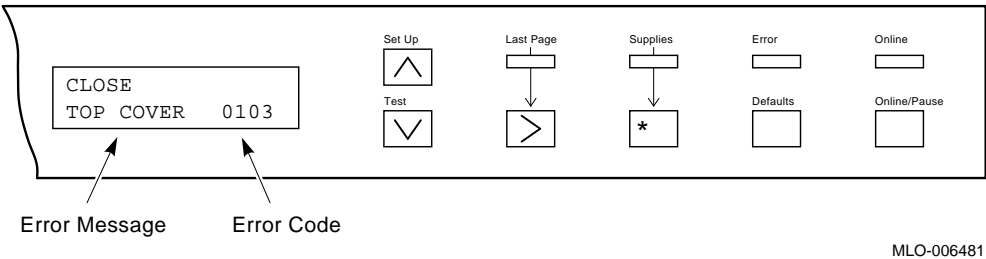 Set Up Last Page Supplies Error Online
CLOSE
TOP COVER 0103
Test Defaults Online/Pause
*
Error Message Error Code
MLO-006481